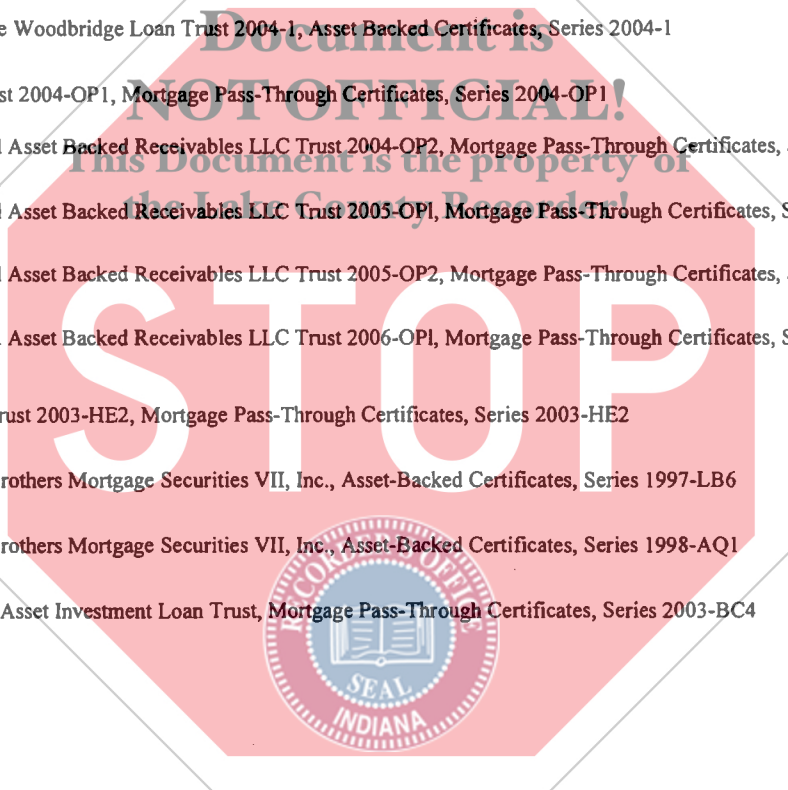 e Woodbridge Loan Trust 2004-1, Asset Backed Certificates, Series 2004-1
Document is
st 2004-OP1, Mortgage Pass-Through Certificates, Series 2004-OP1
NOT OFFICIAL!
l Asset Backed Receivables LLC Trust 2004-OP2, Mortgage Pass-Through Certificates,
This Document is the property of
l Asset Backed Receivables LLC Trust 2005-OPl, Mortgage Pass-Through Certificates, S
the Lake County Recorder!
l Asset Backed Receivables LLC Trust 2005-OP2, Mortgage Pass-Through Certificates,
l Asset Backed Receivables LLC Trust 2006-OPl, Mortgage Pass-Through Certificates, S
STOP
rust 2003-HE2, Mortgage Pass-Through Certificates, Series 2003-HE2
rothers Mortgage Securities VII, Inc., Asset-Backed Certificates, Series 1997-LB6
rothers Mortgage Securities VII, Inc., Asset-Backed Certificates, Series 1998-AQ1
Asset Investment Loan Trust, Mortgage Pass-Through Certificates, Series 2003-BC4
RECORDER'S OFFICE
SEAL
INDIANA